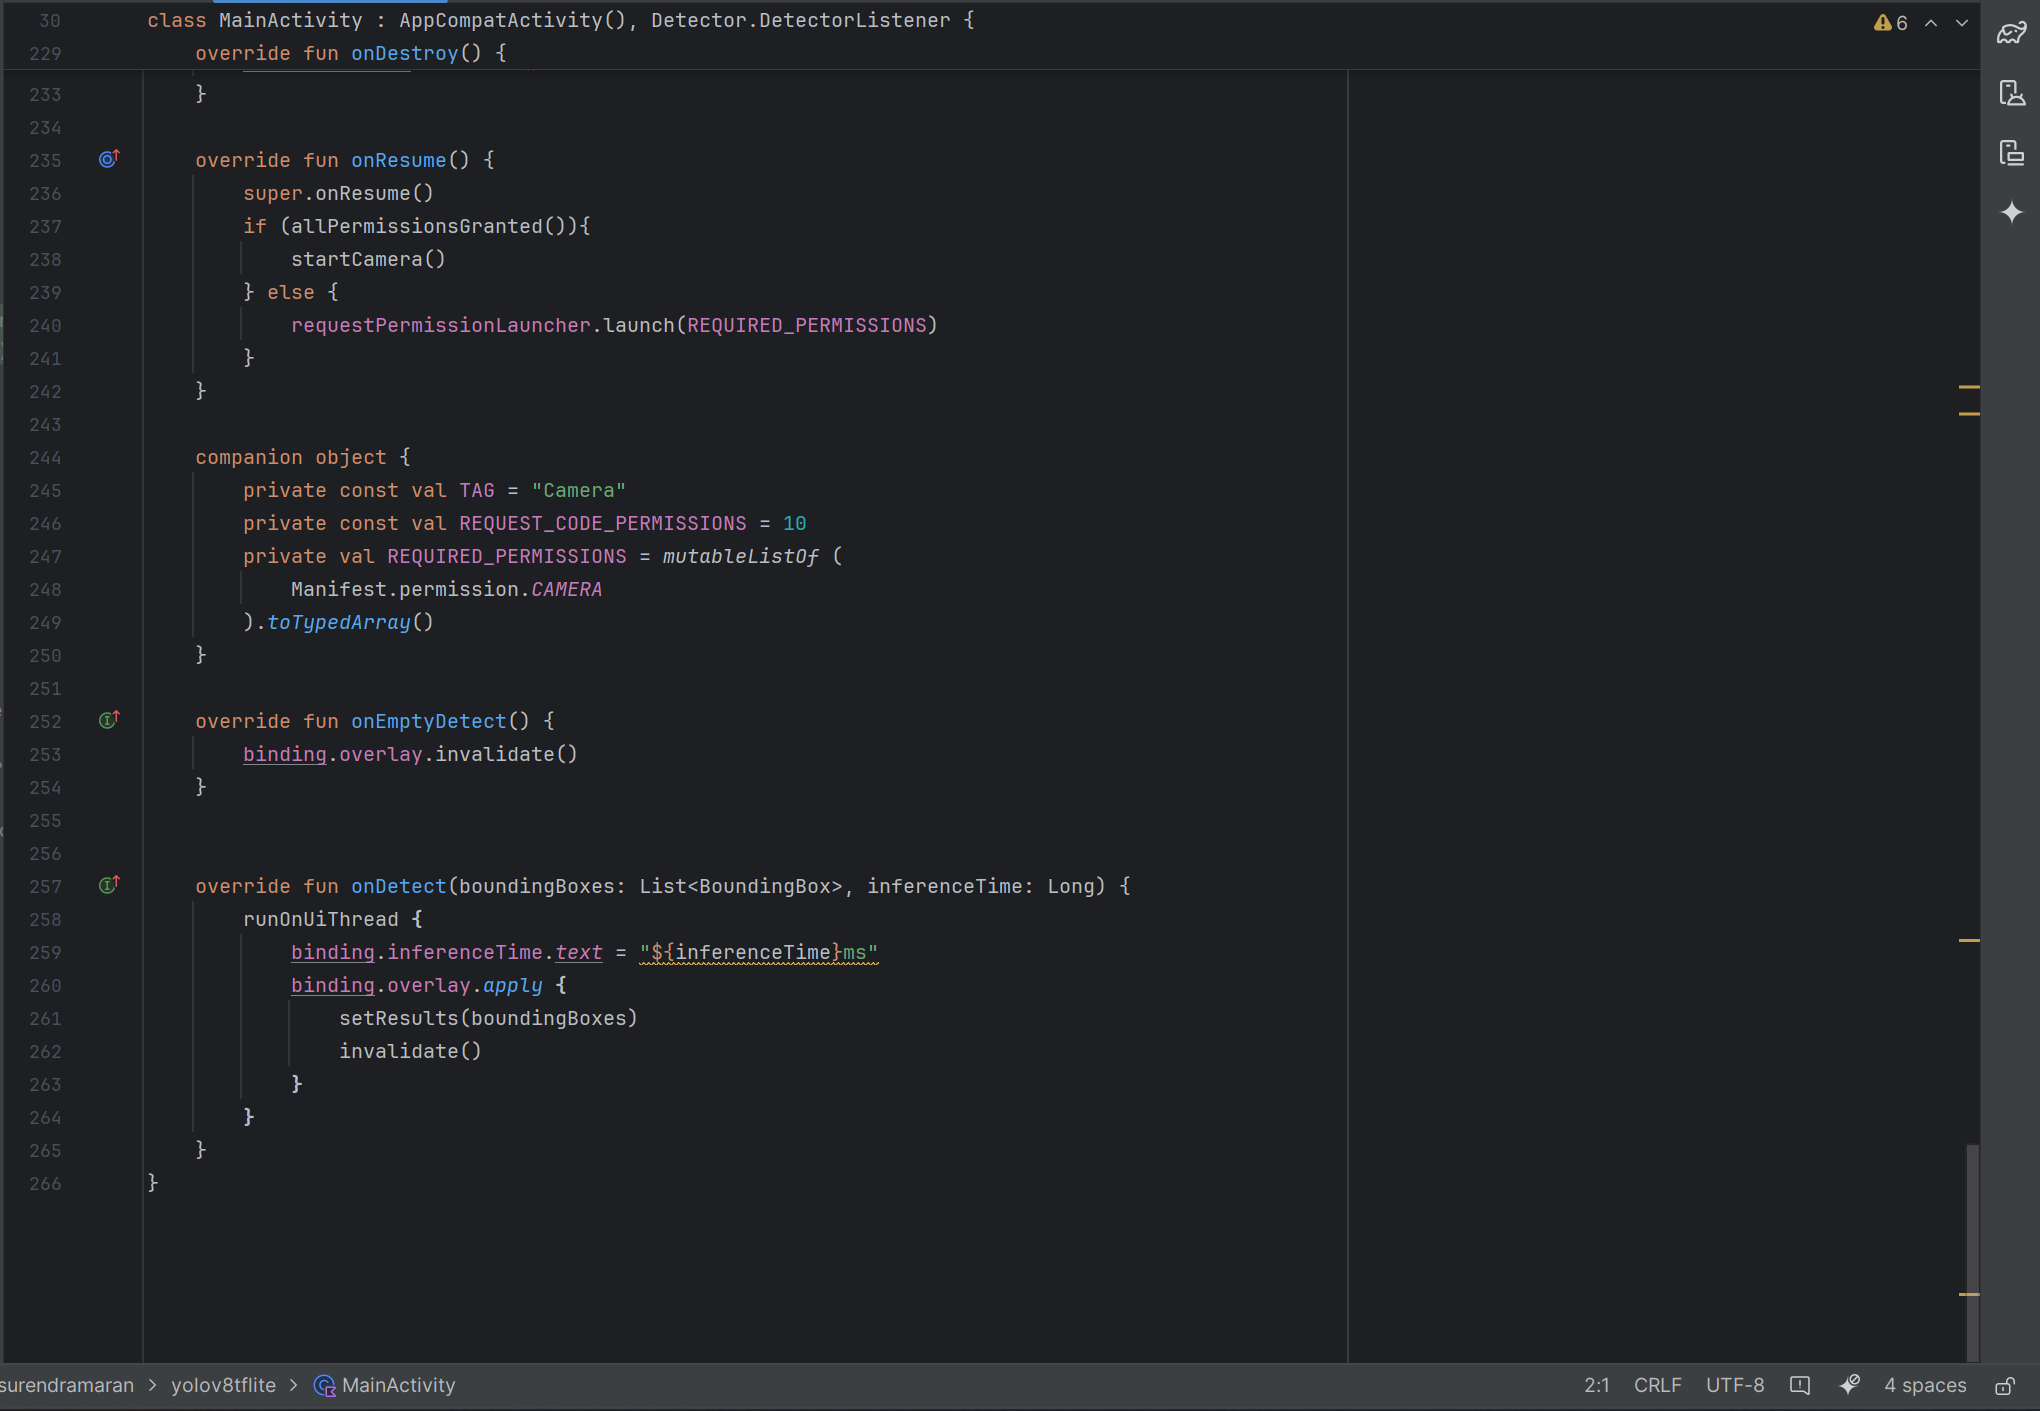 30 class MainActivity : AppCompatActivity(), Detector.DetectorListener { 6
229 override fun onDestroy() {
233 }
234
235 override fun onResume() {
236 super.onResume()
237 if (allPermissionsGranted()){
238 startCamera()
239 } else {
240 requestPermissionLauncher.launch(REQUIRED_PERMISSIONS)
241 }
242 }
243
244 companion object {
245 private const val TAG = "Camera"
246 private const val REQUEST_CODE_PERMISSIONS = 10
247 private val REQUIRED_PERMISSIONS = mutableListOf (
248 Manifest.permission.CAMERA
249 ).toTypedArray()
250 }
251
252 override fun onEmptyDetect() {
253 binding.overlay.invalidate()
254 }
255
256
257 override fun onDetect(boundingBoxes: List<BoundingBox>, inferenceTime: Long) {
258 runOnUiThread {
259 binding.inferenceTime.text = "${inferenceTime}ms"
260 binding.overlay.apply {
261 setResults(boundingBoxes)
262 invalidate()
263 }
264 }
265 }
266 }
surendramaran > yolov8tflite > MainActivity 2:1 CRLF UTF-8 4 spaces